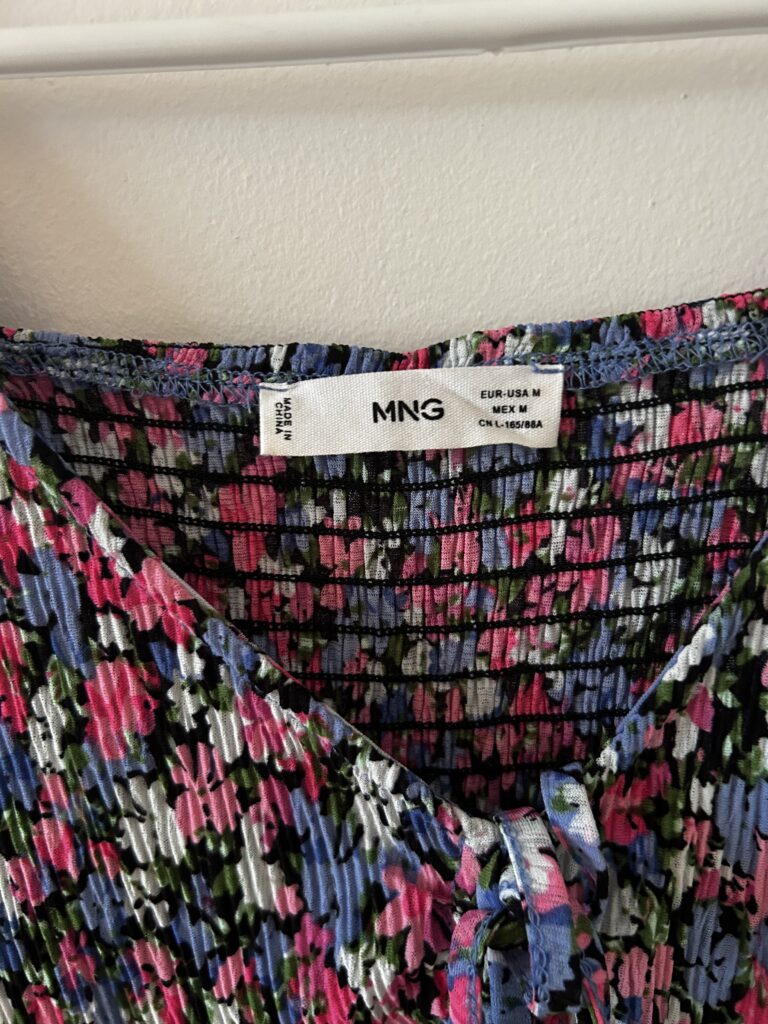 MADE IN
CHINA
MNG
EUR-USA M
MEX M
CN L-165/88A